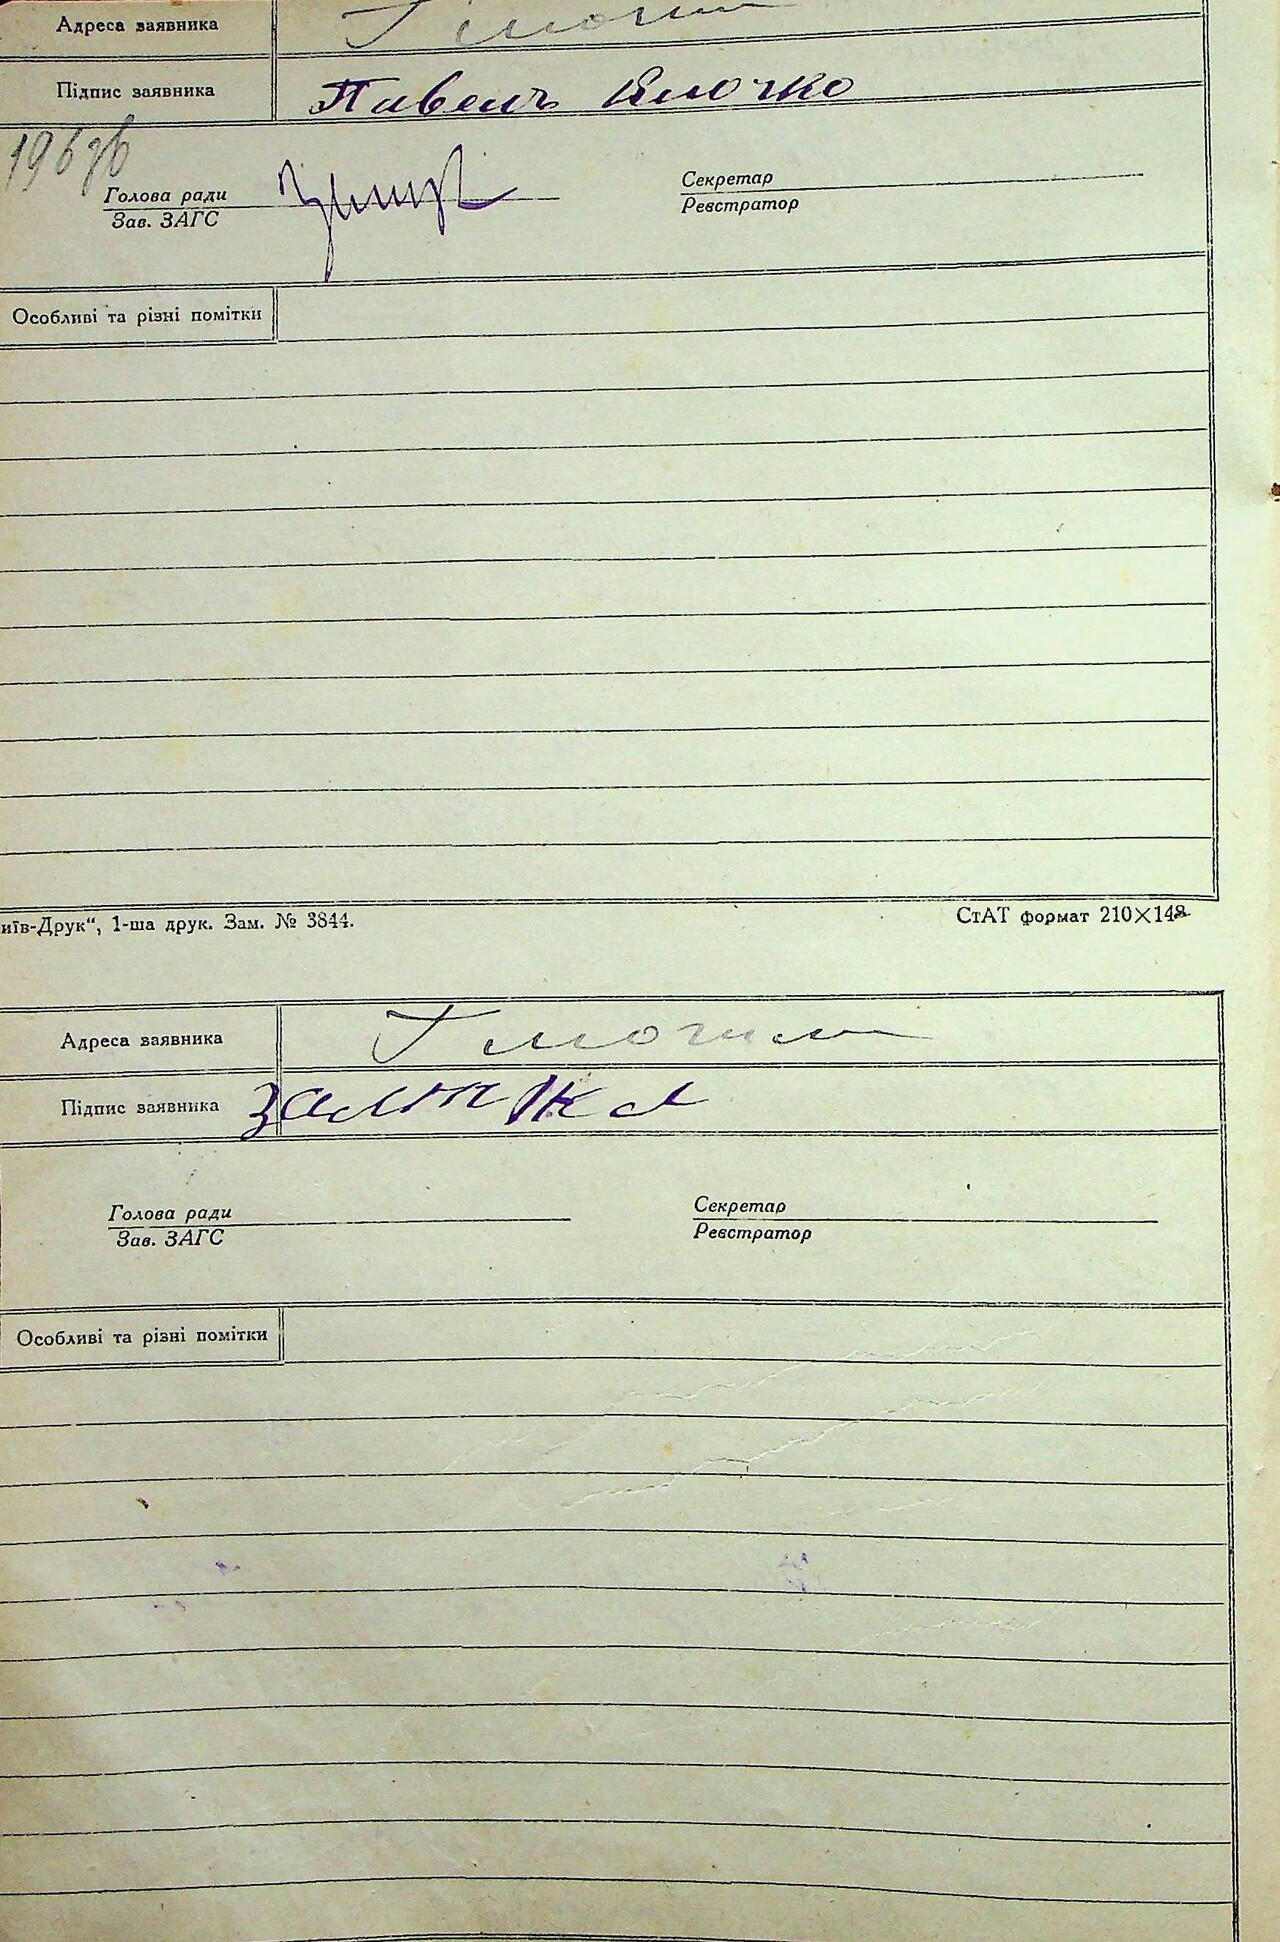 Адреса заявника
Підпис заявника Павелъ Клочко
Голова ради
Зав. ЗАГС
Секретар
Реєстратор
Особливі та різні помітки
иїв-Друк“, 1-ша друк. Зам. № 3844.
СтАТ формат 210×148
Адреса заявника
Підпис заявника
Голова ради
Зав. ЗАГС
Секретар
Реєстратор
Особливі та різні помітки